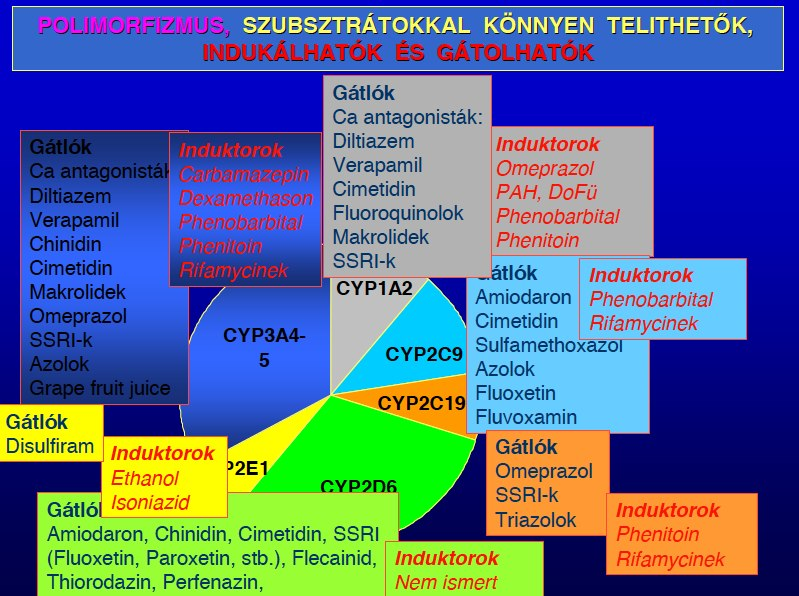 POLIMORFIZMUS, SZUBSZTRÁTOKKAL KÖNNYEN TELITHETŐK,
INDUKÁLHATÓK ÉS GÁTOLHATÓK
Gátlók
Ca antagonisták
Diltiazem
Verapamil
Chinidin
Cimetidin
Makrolidek
Omeprazol
SSRI-k
Azolok
Grape fruit juice
Induktorok
Carbamazepin
Dexamethason
Phenobarbital
Phenitoin
Rifamycinek
Gátlók
Ca antagonisták:
Diltiazem
Verapamil
Cimetidin
Fluoroquinolok
Makrolidek
SSRI-k
Induktorok
Omeprazol
PAH, DoFü
Phenobarbital
Phenitoin
Gátlók
Amiodaron
Cimetidin
Sulfamethoxazol
Azolok
Fluoxetin
Fluvoxamin
Induktorok
Phenobarbital
Rifamycinek
CYP1A2
CYP3A4-
5
CYP2C9
CYP2C19
P2E1
CYP2D6
Gátlók
Disulfiram
Induktorok
Ethanol
Isoniazid
Gátlók
Omeprazol
SSRI-k
Triazolok
Induktorok
Phenitoin
Rifamycinek
Gátló
Amiodaron, Chinidin, Cimetidin, SSRI
(Fluoxetin, Paroxetin, stb.), Flecainid,
Thiorodazin, Perfenazin,
Induktorok
Nem ismert